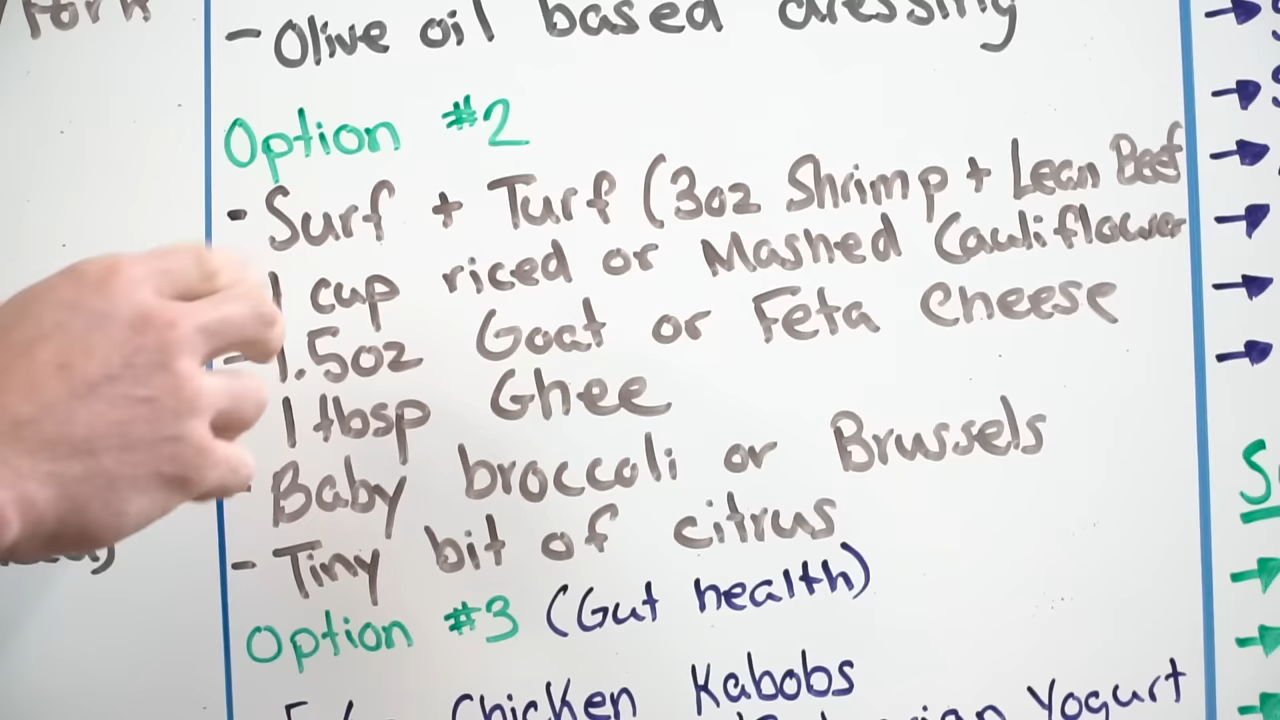 - Olive oil based dressing
Option #2
- Surf + Turf (3oz Shrimp + Lean Beef
1 cup riced or Mashed Cauliflower
- 1.5oz Goat or Feta Cheese
1 tbsp Ghee
- Baby broccoli or Brussels
- Tiny bit of citrus
Option #3 (Gut health)
Chicken Kabobs
Yogurt